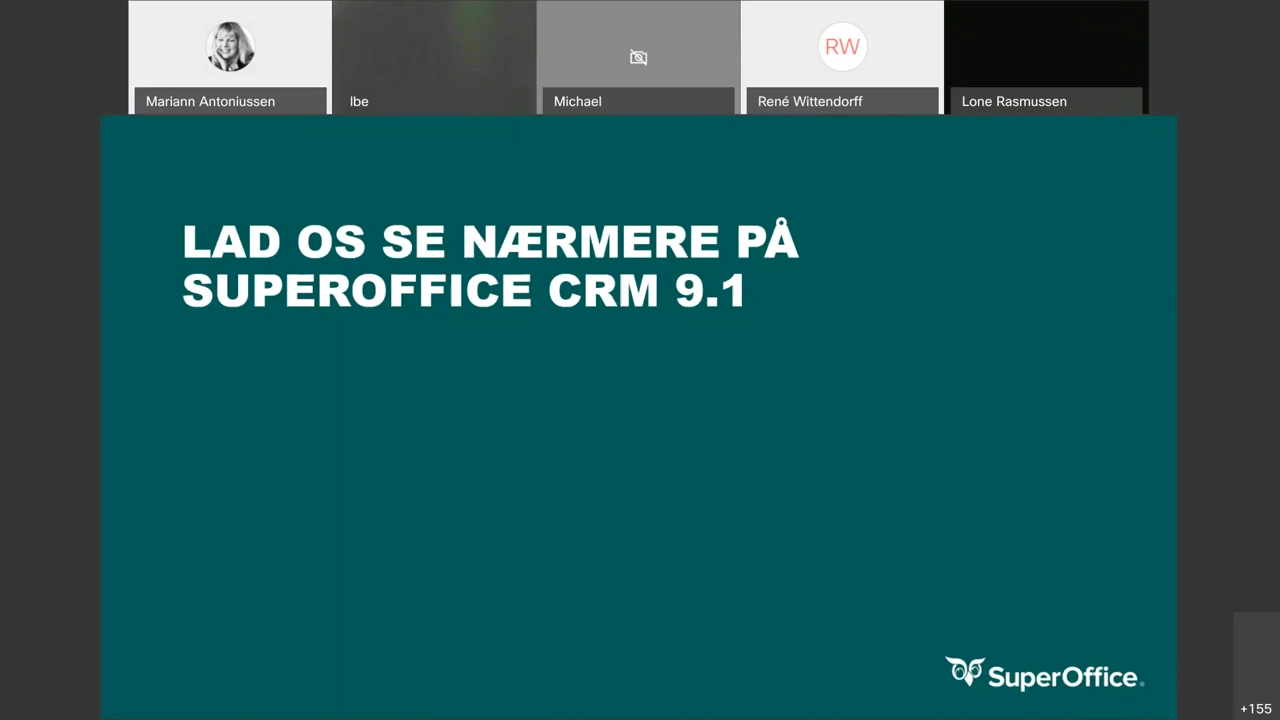 Mariann Antoniussen
Ibe
Michael
RW
René Wittendorff
Lone Rasmussen
LAD OS SE NÆRMERE PÅ
SUPEROFFICE CRM 9.1
SuperOffice
+155